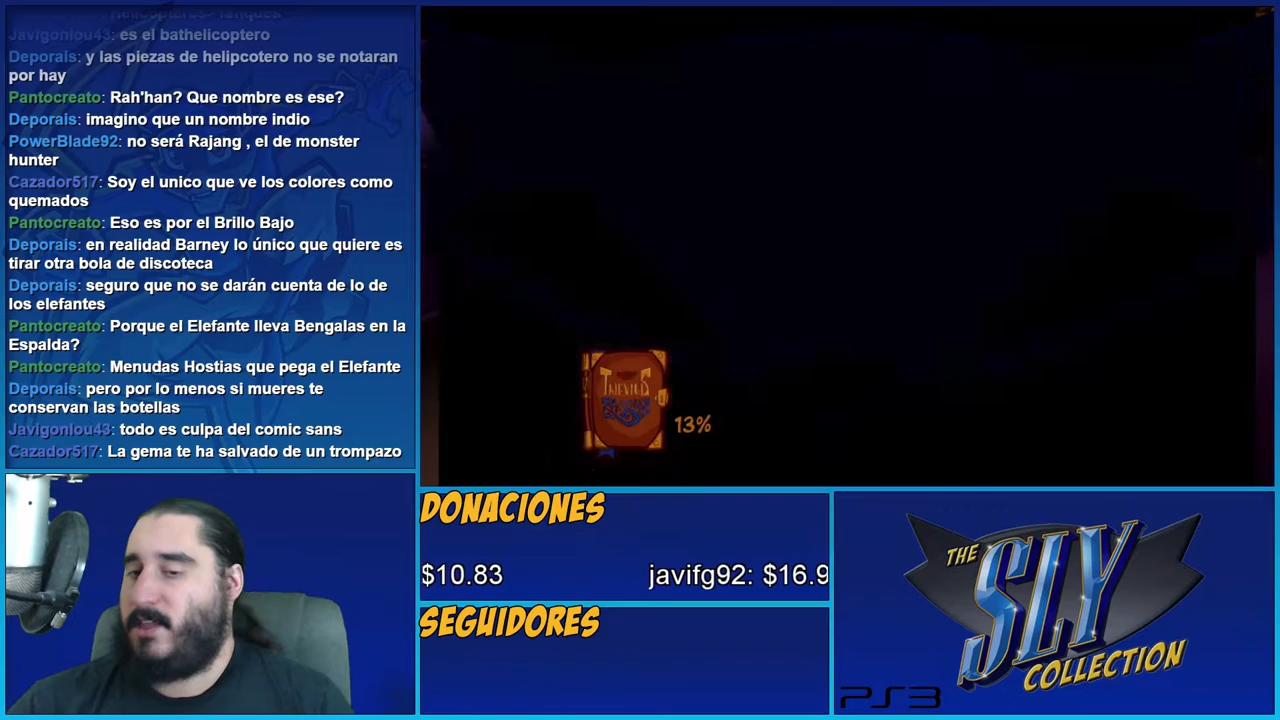 Helicopteros- Tanques
Javigonlou43: es el bathelicoptero
Deporais: y las piezas de helipcotero no se notaran
por hay
Pantocreato: Rah'han? Que nombre es ese?
Deporais: imagino que un nombre indio
PowerBlade92: no será Rajang , el de monster
hunter
Cazador517: Soy el unico que ve los colores como
quemados
Pantocreato: Eso es por el Brillo Bajo
Deporais: en realidad Barney lo único que quiere es
tirar otra bola de discoteca
Deporais: seguro que no se darán cuenta de lo de
los elefantes
Pantocreato: Porque el Elefante lleva Bengalas en la
Espalda?
Pantocreato: Menudas Hostias que pega el Elefante
Deporais: pero por lo menos si mueres te
conservan las botellas
Javigonlou43: todo es culpa del comic sans
Cazador517: La gema te ha salvado de un trompazo
THIEVIUS
13%
DONACIONES
$10.83 javifg92: $16.9
SEGUIDORES
THE
SLY
COLLECTION
PS3